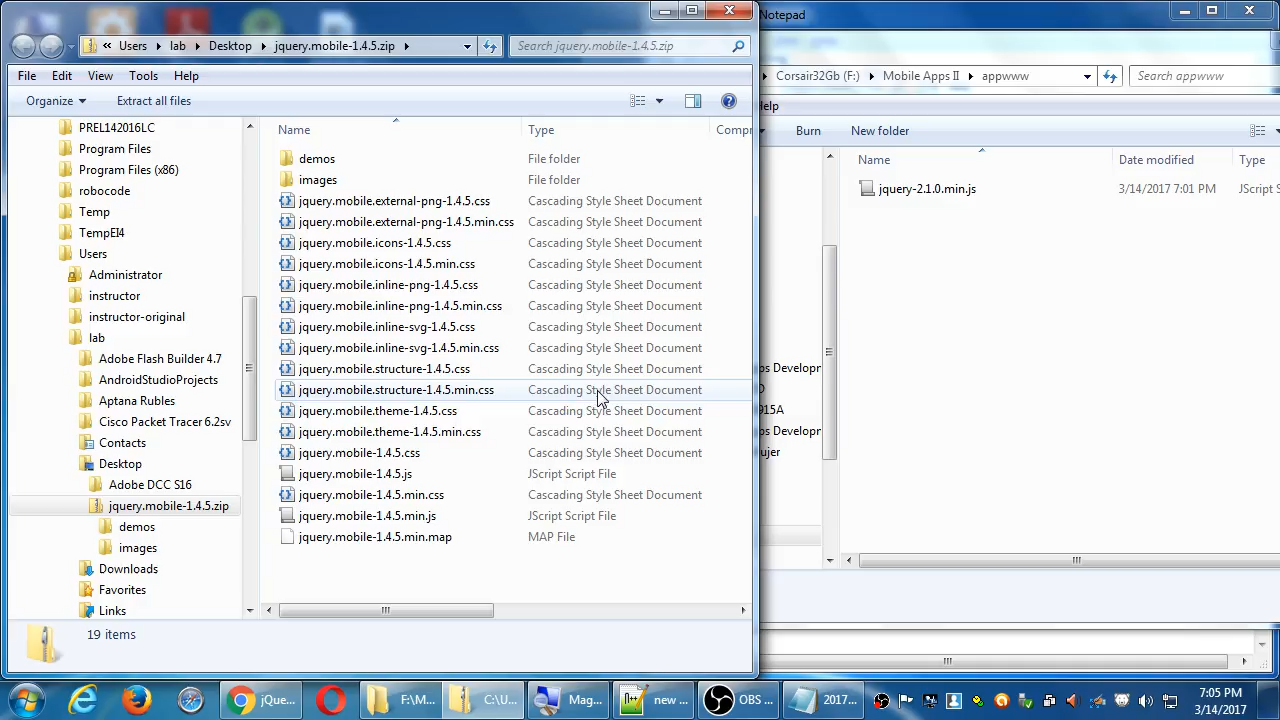 Notepad
Users
lab
Desktop
jquery.mobile-1.4.5.zip
Search jquery.mobile-1.4.5.zip
File Edit View Tools Help
Organize
Extract all files
PREL142016LC
Program Files
Program Files (x86)
robocode
Temp
TempEI4
Users
Administrator
instructor
instructor-original
lab
Adobe Flash Builder 4.7
AndroidStudioProjects
Aptana Rubles
Cisco Packet Tracer 6.2sv
Contacts
Desktop
Adobe DCC S16
jquery.mobile-1.4.5.zip
demos
images
Downloads
Favorites
Links
Name Type Compr
demos File folder
images File folder
jquery.mobile.external-png-1.4.5.css Cascading Style Sheet Document
jquery.mobile.external-png-1.4.5.min.css Cascading Style Sheet Document
jquery.mobile.icons-1.4.5.css Cascading Style Sheet Document
jquery.mobile.icons-1.4.5.min.css Cascading Style Sheet Document
jquery.mobile.inline-png-1.4.5.css Cascading Style Sheet Document
jquery.mobile.inline-png-1.4.5.min.css Cascading Style Sheet Document
jquery.mobile.inline-svg-1.4.5.css Cascading Style Sheet Document
jquery.mobile.inline-svg-1.4.5.min.css Cascading Style Sheet Document
jquery.mobile.structure-1.4.5.css Cascading Style Sheet Document
jquery.mobile.structure-1.4.5.min.css Cascading Style Sheet Document
jquery.mobile.theme-1.4.5.css Cascading Style Sheet Document
jquery.mobile.theme-1.4.5.min.css Cascading Style Sheet Document
jquery.mobile-1.4.5.css Cascading Style Sheet Document
jquery.mobile-1.4.5.js JScript Script File
jquery.mobile-1.4.5.min.css Cascading Style Sheet Document
jquery.mobile-1.4.5.min.js JScript Script File
jquery.mobile-1.4.5.min.map MAP File
19 items
Corsair32Gb (F:)
Mobile Apps II
appwww
Search appwww
Help
Burn
New folder
Name Date modified Type
jquery-2.1.0.min.js 3/14/2017 7:01 PM JScript
ps Developn
D
915A
ps Developn
ujer
jQue...
F:\M...
C:\U...
Mag...
new ...
OBS ...
2017...
7:05 PM
3/14/2017